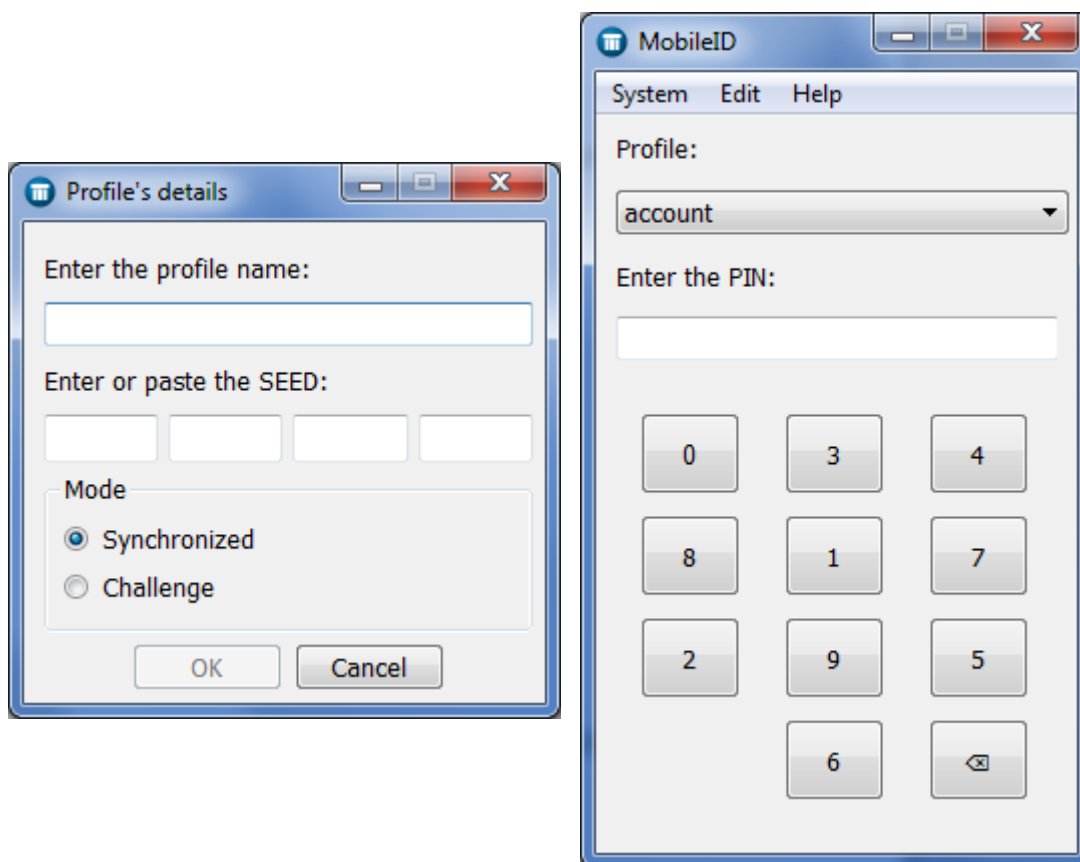 Profile's details
Enter the profile name:
Enter or paste the SEED:
Mode
Synchronized
Challenge
OK Cancel
MobileID
System Edit Help
Profile:
account
Enter the PIN:
0 3 4
8 1 7
2 9 5
6